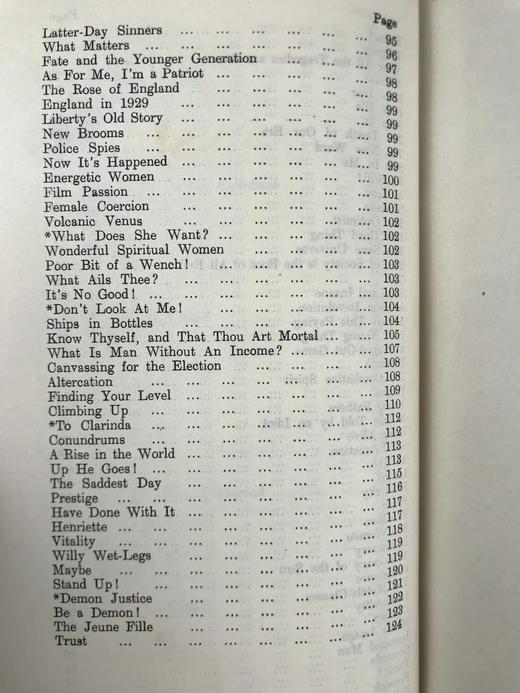 Page
Latter-Day Sinners ... ... ... ... ... 95
What Matters ... ... ... ... ... ... 96
Fate and the Younger Generation ... ... ... 97
As For Me, I'm a Patriot ... ... ... ... 98
The Rose of England ... ... ... ... ... 98
England in 1929 ... ... ... ... ... 99
Liberty's Old Story ... ... ... ... ... 99
New Brooms ... ... ... ... ... ... 99
Police Spies ... ... ... ... ... ... 99
Now It's Happened ... ... ... ... ... 99
Energetic Women ... ... ... ... ... 100
Film Passion ... ... ... ... ... ... 101
Female Coercion ... ... ... ... ... 101
Volcanic Venus ... ... ... ... ... 102
*What Does She Want? ... ... ... ... 102
Wonderful Spiritual Women ... ... ... ... 102
Poor Bit of a Wench! ... ... ... ... 103
What Ails Thee? ... ... ... ... ... 103
It's No Good! ... ... ... ... ... ... 103
*Don't Look At Me! ... ... ... ... ... 104
Ships in Bottles ... ... ... ... ... 104
Know Thyself, and That Thou Art Mortal ... ... 105
What Is Man Without An Income? ... ... ... 107
Canvassing for the Election ... ... ... ... 108
Altercation ... ... ... ... ... ... 108
Finding Your Level ... ... ... ... ... 109
Climbing Up ... ... ... ... ... ... 110
*To Clarinda ... ... ... ... ... ... 112
Conundrums ... ... ... ... ... ... 112
A Rise in the World ... ... ... ... ... 113
Up He Goes! ... ... ... ... ... ... 113
The Saddest Day ... ... ... ... ... 115
Prestige ... ... ... ... ... ... ... 116
Have Done With It ... ... ... ... ... 117
Henriette ... ... ... ... ... ... ... 117
Vitality ... ... ... ... ... ... ... 118
Willy Wet-Legs ... ... ... ... ... 119
Maybe ... ... ... ... ... ... ... 119
Stand Up! ... ... ... ... ... ... 120
*Demon Justice ... ... ... ... ... 121
Be a Demon! ... ... ... ... ... ... 122
The Jeune Fille ... ... ... ... ... 123
Trust ... ... ... ... ... ... ... 124